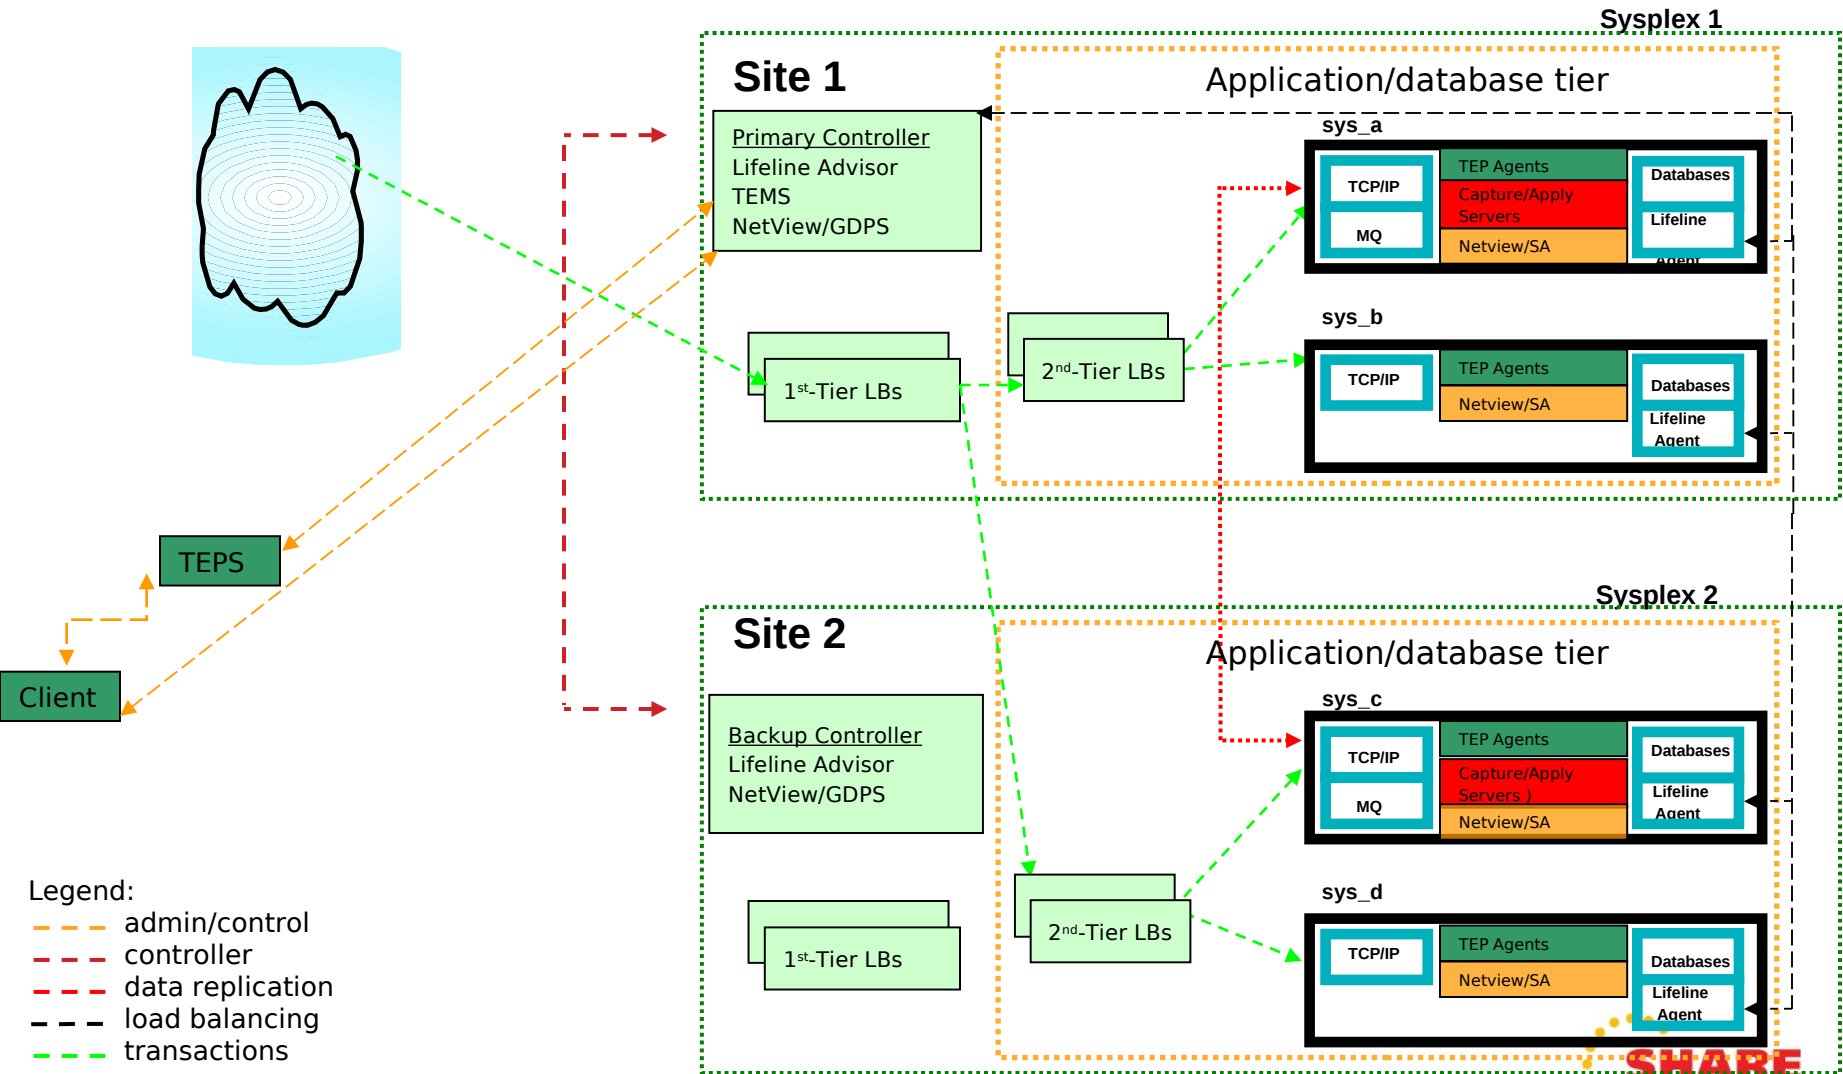 Sysplex 1
Site 1
Application/database tier
Primary Controller
Lifeline Advisor
TEMS
NetView/GDPS
sys_a
TCP/IP
MQ
TEP Agents
Capture/Apply
Servers
Netview/SA
Databases
Lifeline
Agent
sys_b
TCP/IP
TEP Agents
Netview/SA
Databases
Lifeline
Agent
1st-Tier LBs
2nd-Tier LBs
TEPS
Client
Sysplex 2
Site 2
Application/database tier
Backup Controller
Lifeline Advisor
NetView/GDPS
sys_c
TCP/IP
MQ
TEP Agents
Capture/Apply
Servers )
Netview/SA
Databases
Lifeline
Agent
sys_d
TCP/IP
TEP Agents
Netview/SA
Databases
Lifeline
Agent
1st-Tier LBs
2nd-Tier LBs
Legend:
admin/control
controller
data replication
load balancing
transactions
SHARE